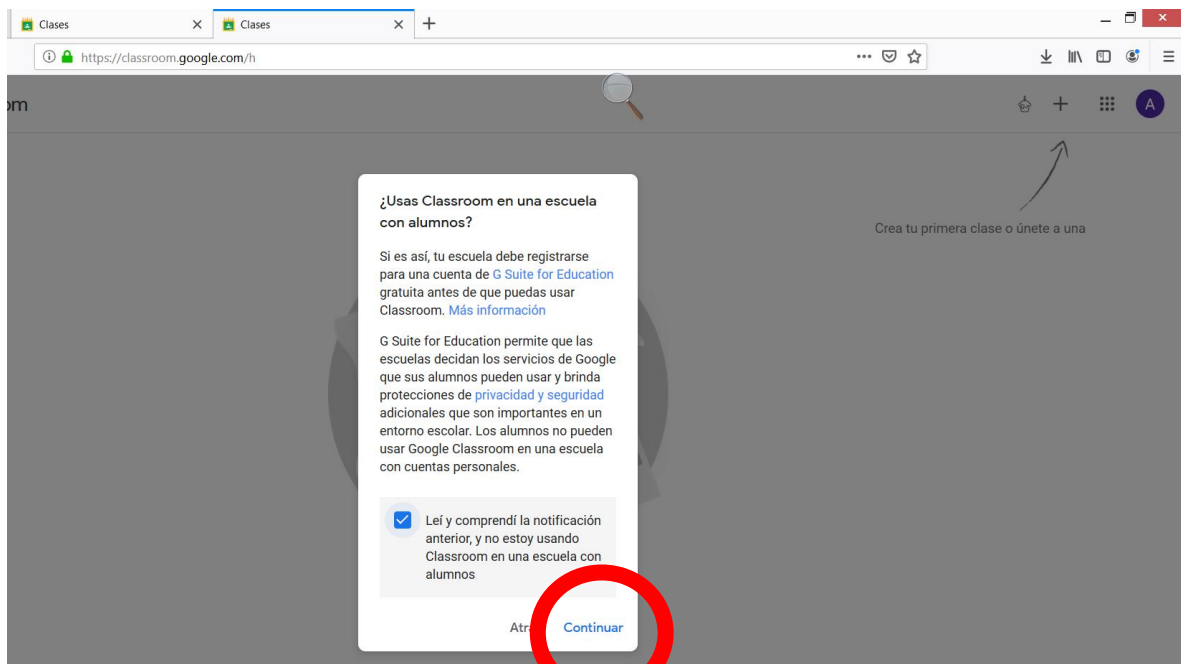 Clases
Clases
https://classroom.google.com/h
om
A
Crea tu primera clase o únete a una
¿Usas Classroom en una escuela
con alumnos?
Si es así, tu escuela debe registrarse
para una cuenta de G Suite for Education
gratuita antes de que puedas usar
Classroom. Más información
G Suite for Education permite que las
escuelas decidan los servicios de Google
que sus alumnos pueden usar y brinda
protecciones de privacidad y seguridad
adicionales que son importantes en un
entorno escolar. Los alumnos no pueden
usar Google Classroom en una escuela
con cuentas personales.
Leí y comprendí la notificación
anterior, y no estoy usando
Classroom en una escuela con
alumnos
Continuar